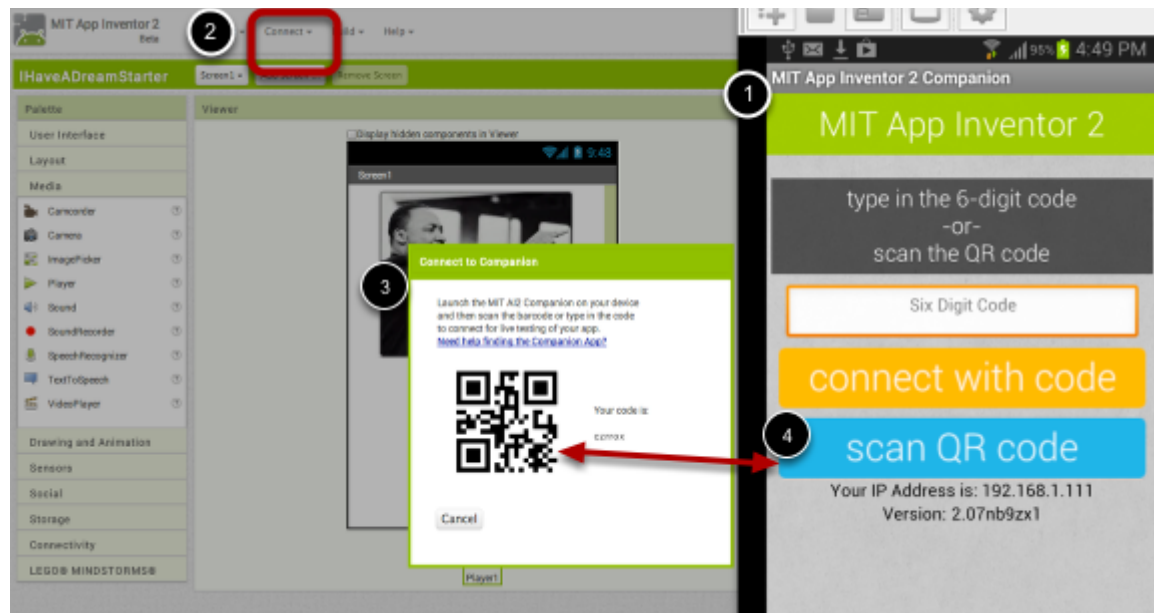 MIT App Inventor 2
Beta
2
Connect
Help
IHaveADreamStarter
Screen1
Remove Screen
Palette
Viewer
User Interface
Layout
Media
Camcorder
Camera
ImagePicker
Player
Sound
SoundRecorder
SpeechRecognizer
TextToSpeech
VideoPlayer
Drawing and Animation
Sensors
Social
Storage
Connectivity
LEGO® MINDSTORMS®
Display hidden components in Viewer
9:48
Screen1
3
Connect to Companion
Launch the MIT AI2 Companion on your device
and then scan the barcode or type in the code
to connect for live testing of your app.
Need help finding the Companion App?
Your code is:
Cancel
Player1
95%
4:49 PM
1
MIT App Inventor 2 Companion
MIT App Inventor 2
type in the 6-digit code
-or-
scan the QR code
Six Digit Code
connect with code
4
scan QR code
Your IP Address is: 192.168.1.111
Version: 2.07nb9zx1